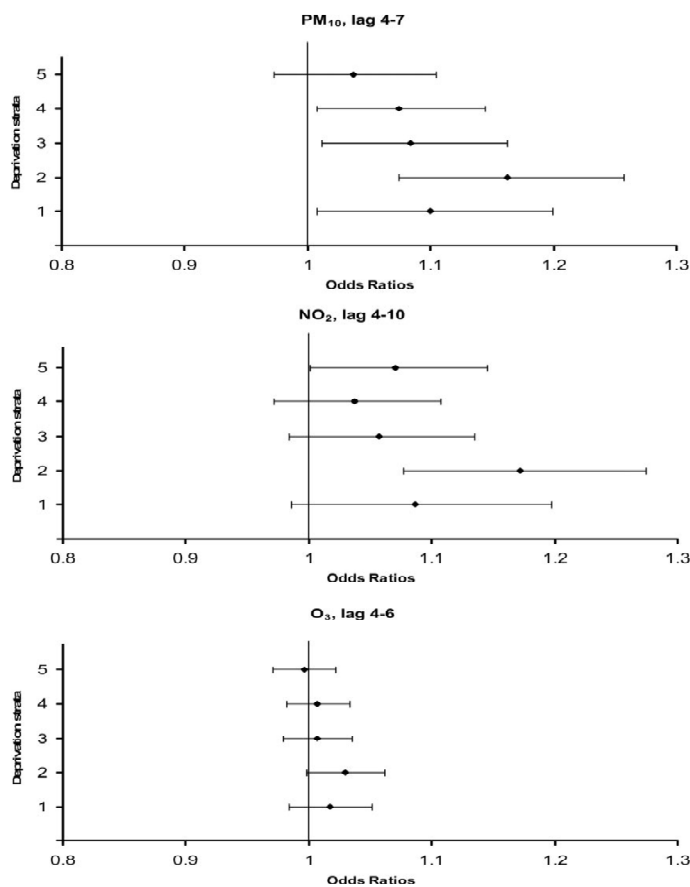 PM₁₀, lag 4-7
Deprivation strata
5
4
3
2
1
0.8 0.9 1 1.1 1.2 1.3
Odds Ratios
NO₂, lag 4-10
Deprivation strata
5
4
3
2
1
0.8 0.9 1 1.1 1.2 1.3
Odds Ratios
O₃, lag 4-6
Deprivation strata
5
4
3
2
1
0.8 0.9 1 1.1 1.2 1.3
Odds Ratios